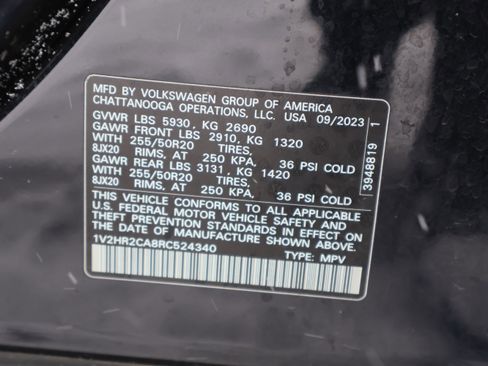 MFD BY VOLKSWAGEN GROUP OF AMERICA
CHATTANOOGA OPERATIONS, LLC. USA 09/2023
GVWR LBS 5930, KG 2690
GAWR FRONT LBS 2910, KG 1320
WITH 255/50R20 TIRES,
8JX20 RIMS, AT 250 KPA, 36 PSI COLD
GAWR REAR LBS 3131, KG 1420
WITH 255/50R20 TIRES,
8JX20 RIMS, AT 250 KPA, 36 PSI COLD
THIS VEHICLE CONFORMS TO ALL APPLICABLE
U.S. FEDERAL MOTOR VEHICLE SAFETY AND
THEFT PREVENTION STANDARDS IN EFFECT ON
THE DATE OF MANUFACTURE SHOWN ABOVE.
1V2HR2CA8RC524340 TYPE: MPV
3948819 1